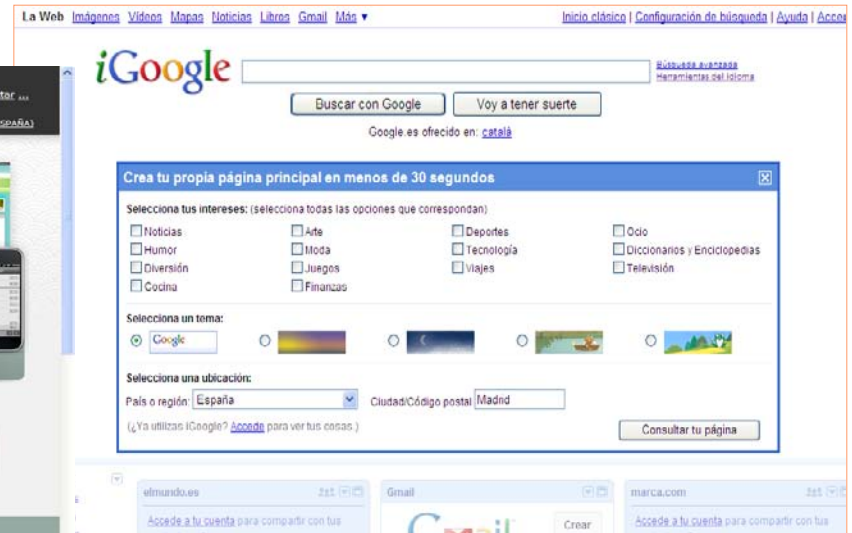 La Web Imágenes Vídeos Mapas Noticias Libros Gmail Más ▼ Inicio clásico | Configuración de búsqueda | Ayuda |
iGoogle
Búsqueda avanzada
Herramientas del idioma
Buscar con Google Voy a tener suerte
Google.es ofrecido en: català
ESPAÑA)
Crea tu propia página principal en menos de 30 segundos
Selecciona tus intereses: (selecciona todas las opciones que correspondan)
Noticias Arte Deportes Ocio
Humor Moda Tecnología Diccionarios y Enciclopedias
Diversión Juegos Viajes Televisión
Cocina Finanzas
Selecciona un tema:
Google
Selecciona una ubicación:
País o región: España Ciudad/Código postal Madrid
(¿Ya utilizas iGoogle? Accede para ver tus cosas.) Consultar tu página
elmundo.es Gmail marca.com
Accede a tu cuenta para compartir con tus Gmail Crear Accede a tu cuenta para compartir con tus